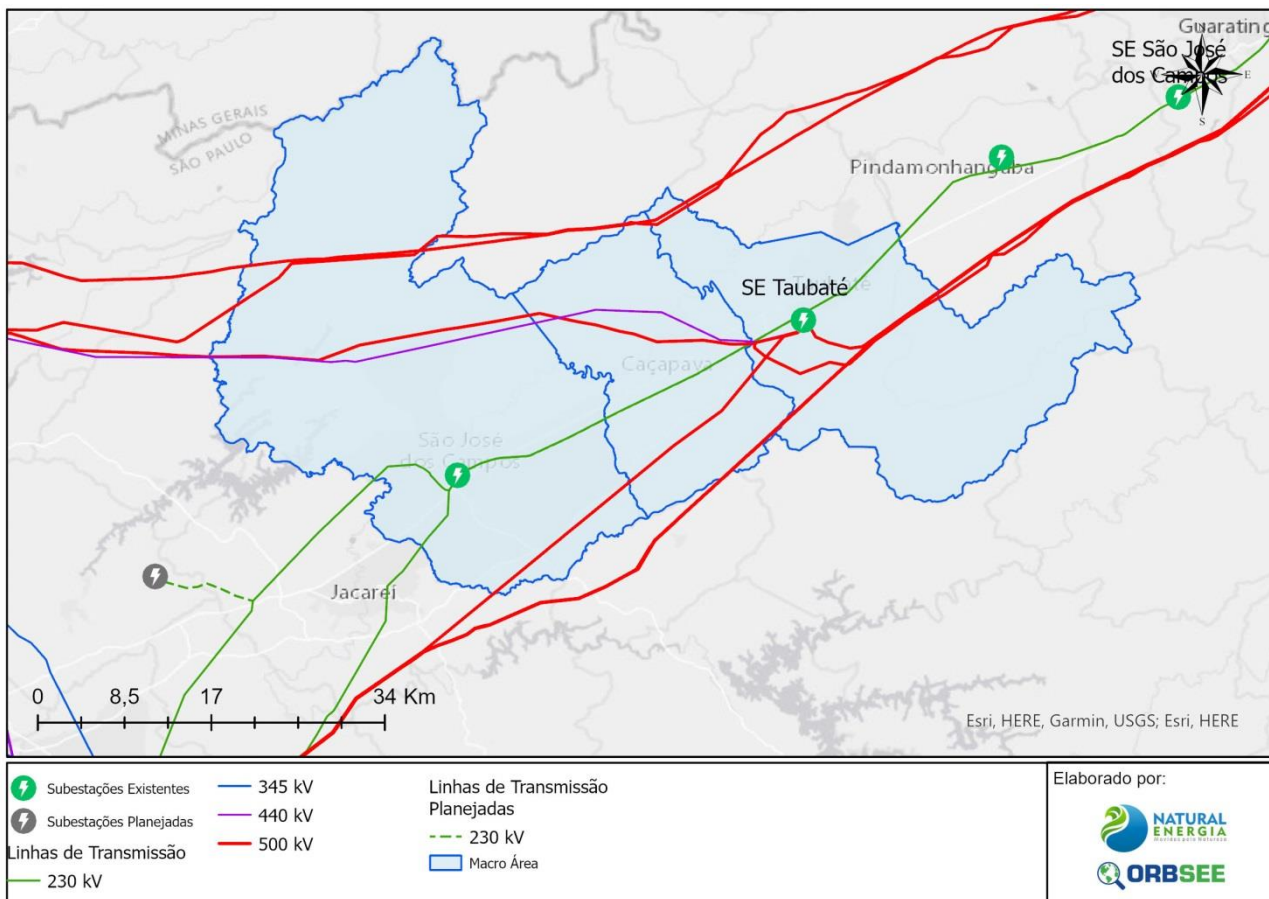 Guarating
SE São José
dos Campos
N
E
S
MINAS GERAIS
SÃO PAULO
Pindamonhangaba
SE Taubaté
Taubaté
Caçapava
São José
dos Campos
Jacareí
0 8,5 17 34 Km
Esri, HERE, Garmin, USGS; Esri, HERE
Subestações Existentes
Subestações Planejadas
Linhas de Transmissão
230 kV
345 kV
440 kV
500 kV
Linhas de Transmissão
Planejadas
230 kV
Macro Área
Elaborado por:
NATURAL
ENERGIA
ORBSEE